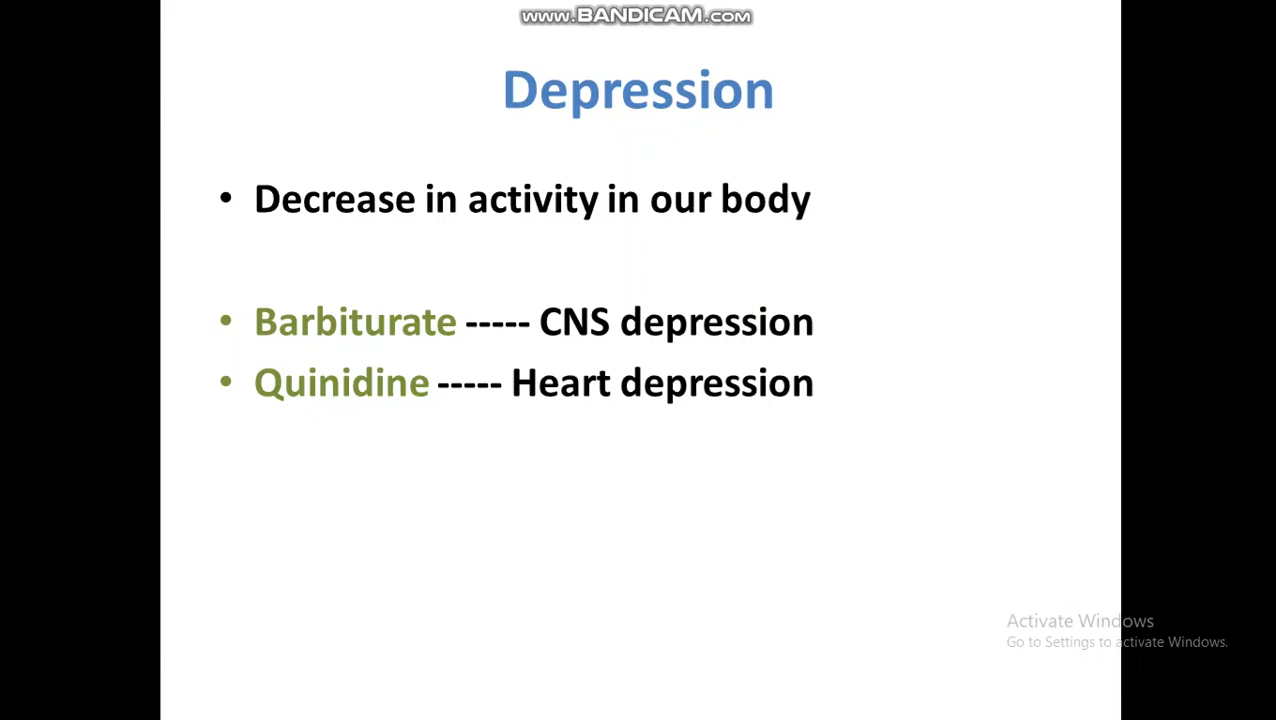 www.BANDICAM.com
Depression
• Decrease in activity in our body
• Barbiturate ----- CNS depression
• Quinidine ----- Heart depression
Activate Windows
Go to Settings to activate Windows.